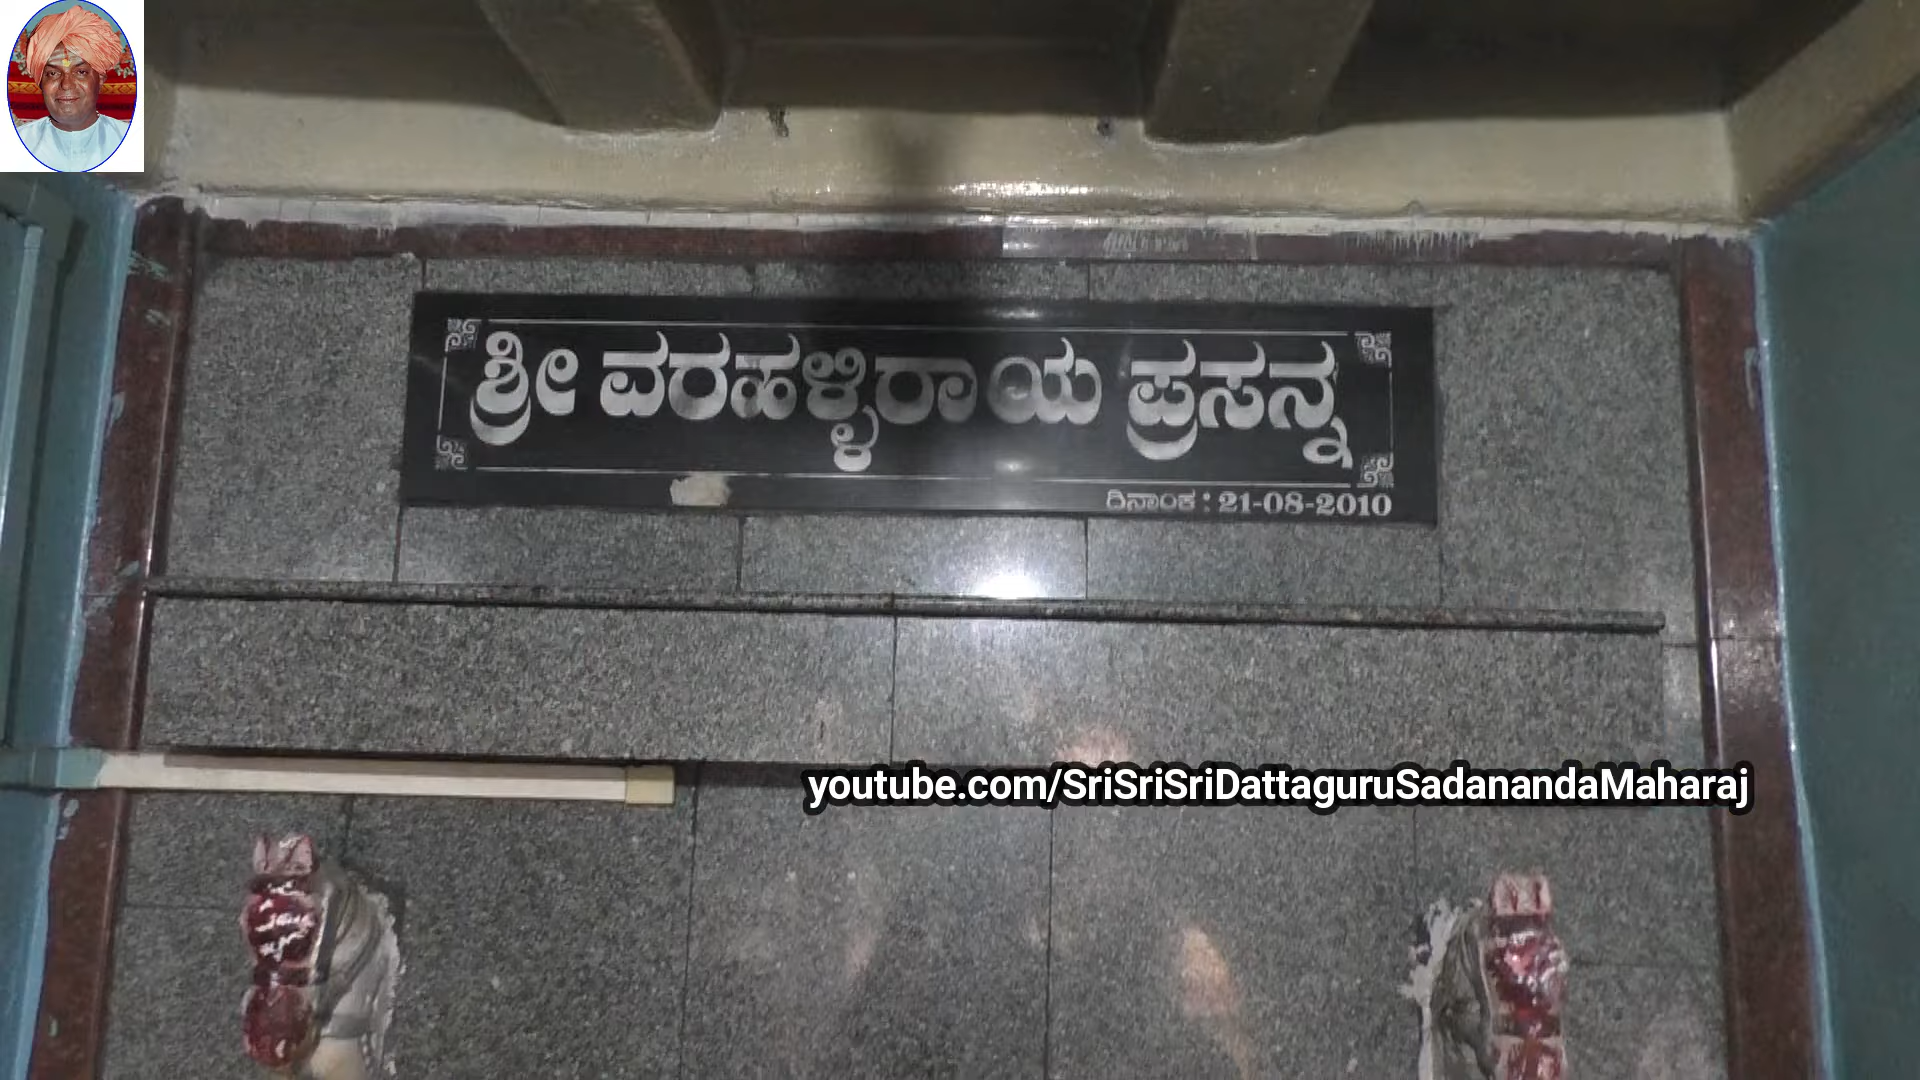 ಶ್ರೀ ವರಹಳ್ಳಿರಾಯ ಪ್ರಸನ್ನ
ದಿನಾಂಕ : 21-08-2010
youtube.com/SriSriSriDattaguruSadanandaMaharaj